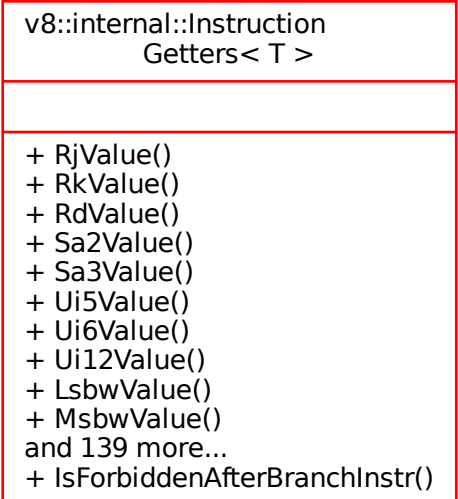 v8::internal::Instruction
Getters< T >
+ RjValue()
+ RkValue()
+ RdValue()
+ Sa2Value()
+ Sa3Value()
+ Ui5Value()
+ Ui6Value()
+ Ui12Value()
+ LsbwValue()
+ MsbwValue()
and 139 more...
+ IsForbiddenAfterBranchInstr()